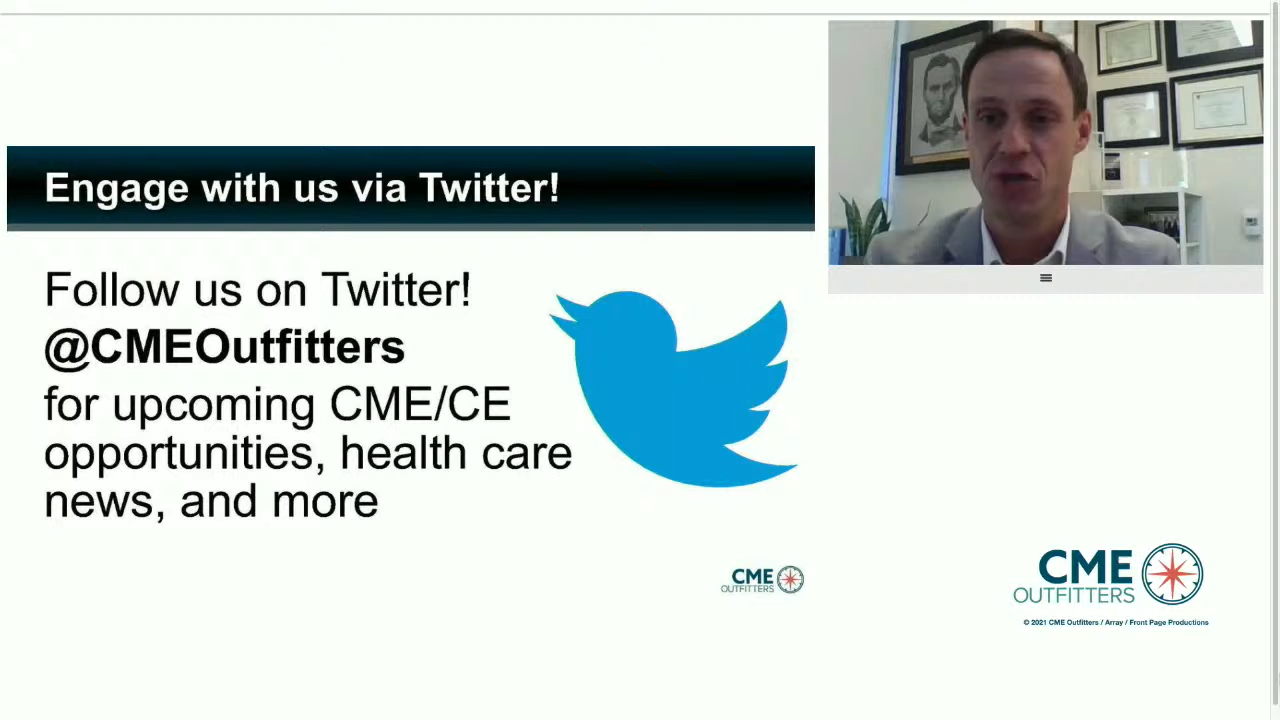 Engage with us via Twitter!
Follow us on Twitter!
@CMEOutfitters
for upcoming CME/CE
opportunities, health care
news, and more
CME
OUTFITTERS
CME
OUTFITTERS
© 2021 CME Outfitters / Array / Front Page Productions